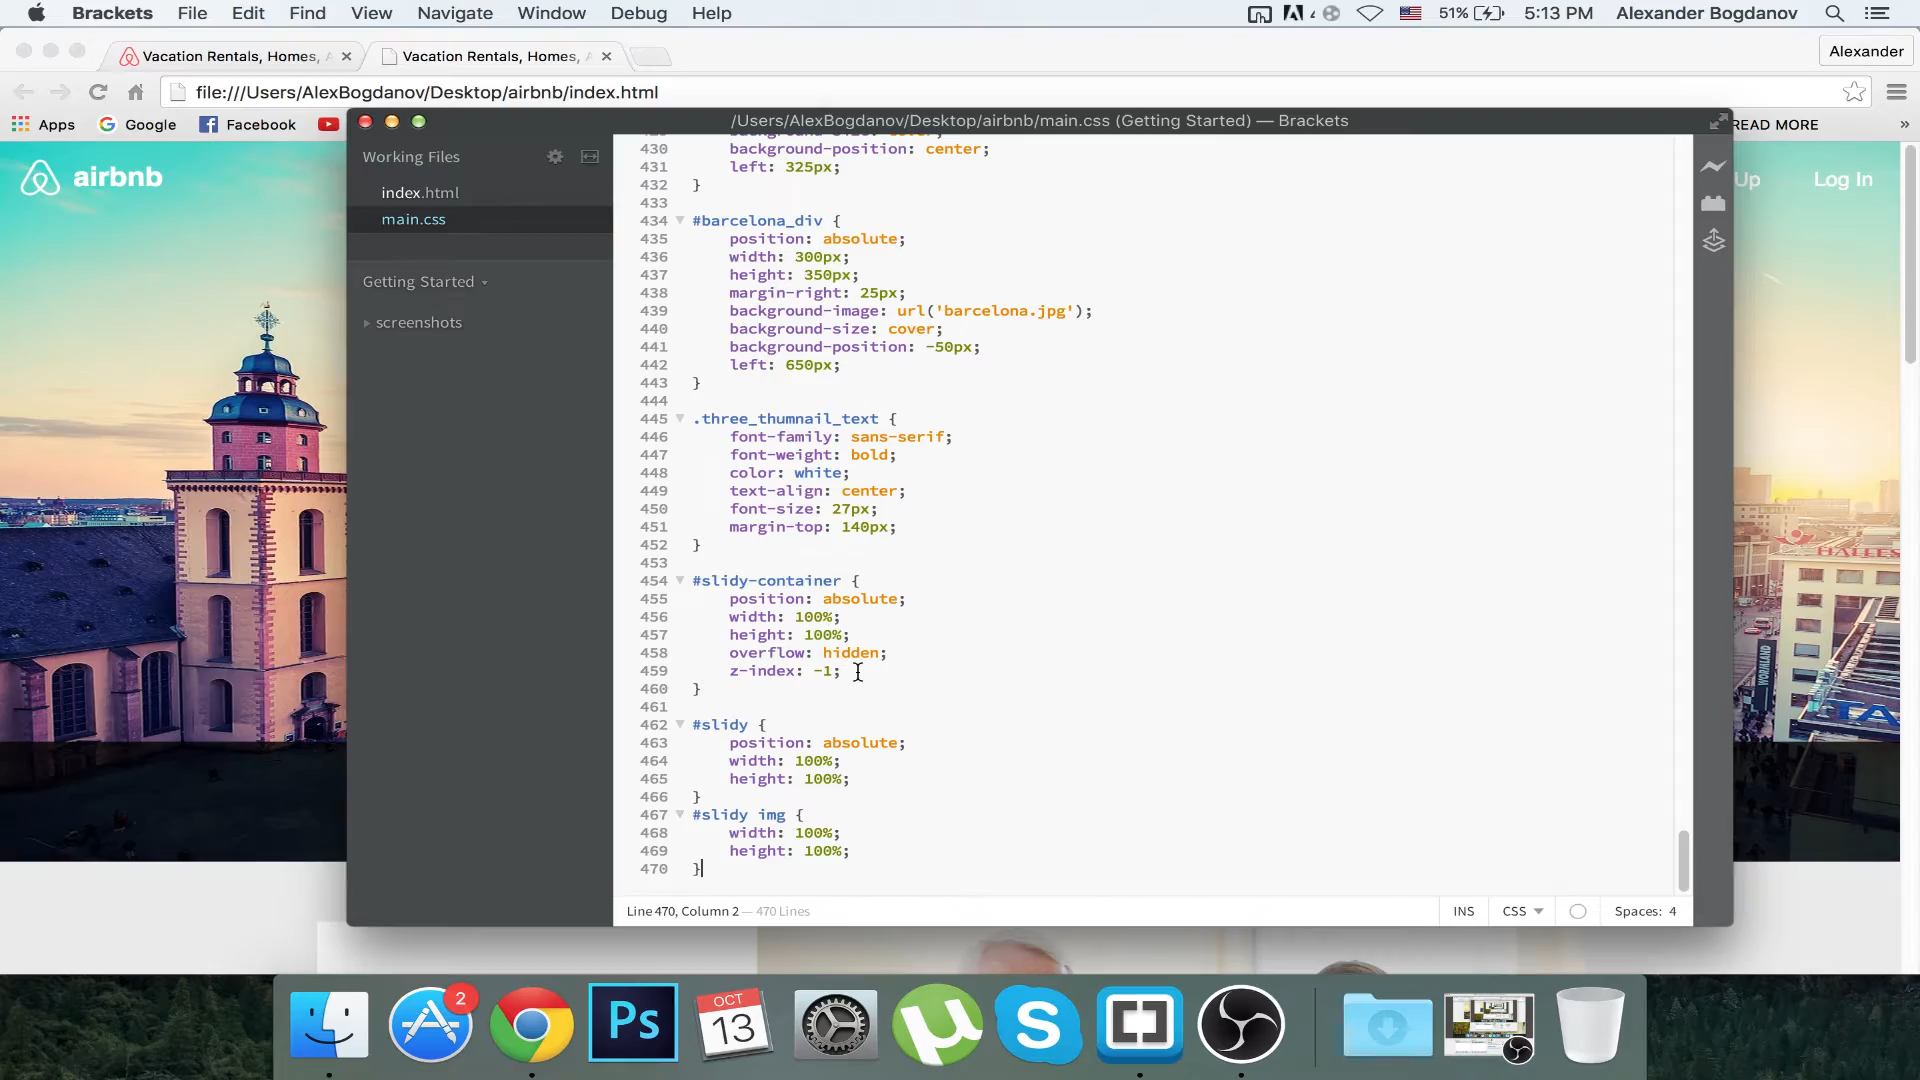 Brackets File Edit Find View Navigate Window Debug Help 51% 5:13 PM Alexander Bogdanov
Vacation Rentals, Homes, Vacation Rentals, Homes, Alexander
file:///Users/AlexBogdanov/Desktop/airbnb/index.html
Apps Google Facebook READ MORE »
/Users/AlexBogdanov/Desktop/airbnb/main.css (Getting Started) — Brackets
airbnb
Up Log In
Working Files
index.html
main.css
Getting Started
screenshots
430 background-position: center;
431 left: 325px;
432 }
433
434 #barcelona_div {
435 position: absolute;
436 width: 300px;
437 height: 350px;
438 margin-right: 25px;
439 background-image: url('barcelona.jpg');
440 background-size: cover;
441 background-position: -50px;
442 left: 650px;
443 }
444
445 .three_thumnail_text {
446 font-family: sans-serif;
447 font-weight: bold;
448 color: white;
449 text-align: center;
450 font-size: 27px;
451 margin-top: 140px;
452 }
453
454 #slidy-container {
455 position: absolute;
456 width: 100%;
457 height: 100%;
458 overflow: hidden;
459 z-index: -1;
460 }
461
462 #slidy {
463 position: absolute;
464 width: 100%;
465 height: 100%;
466 }
467 #slidy img {
468 width: 100%;
469 height: 100%;
470 }
Line 470, Column 2 — 470 Lines INS CSS Spaces: 4
HALLES
WORMLAND
2
Ps
OCT
13